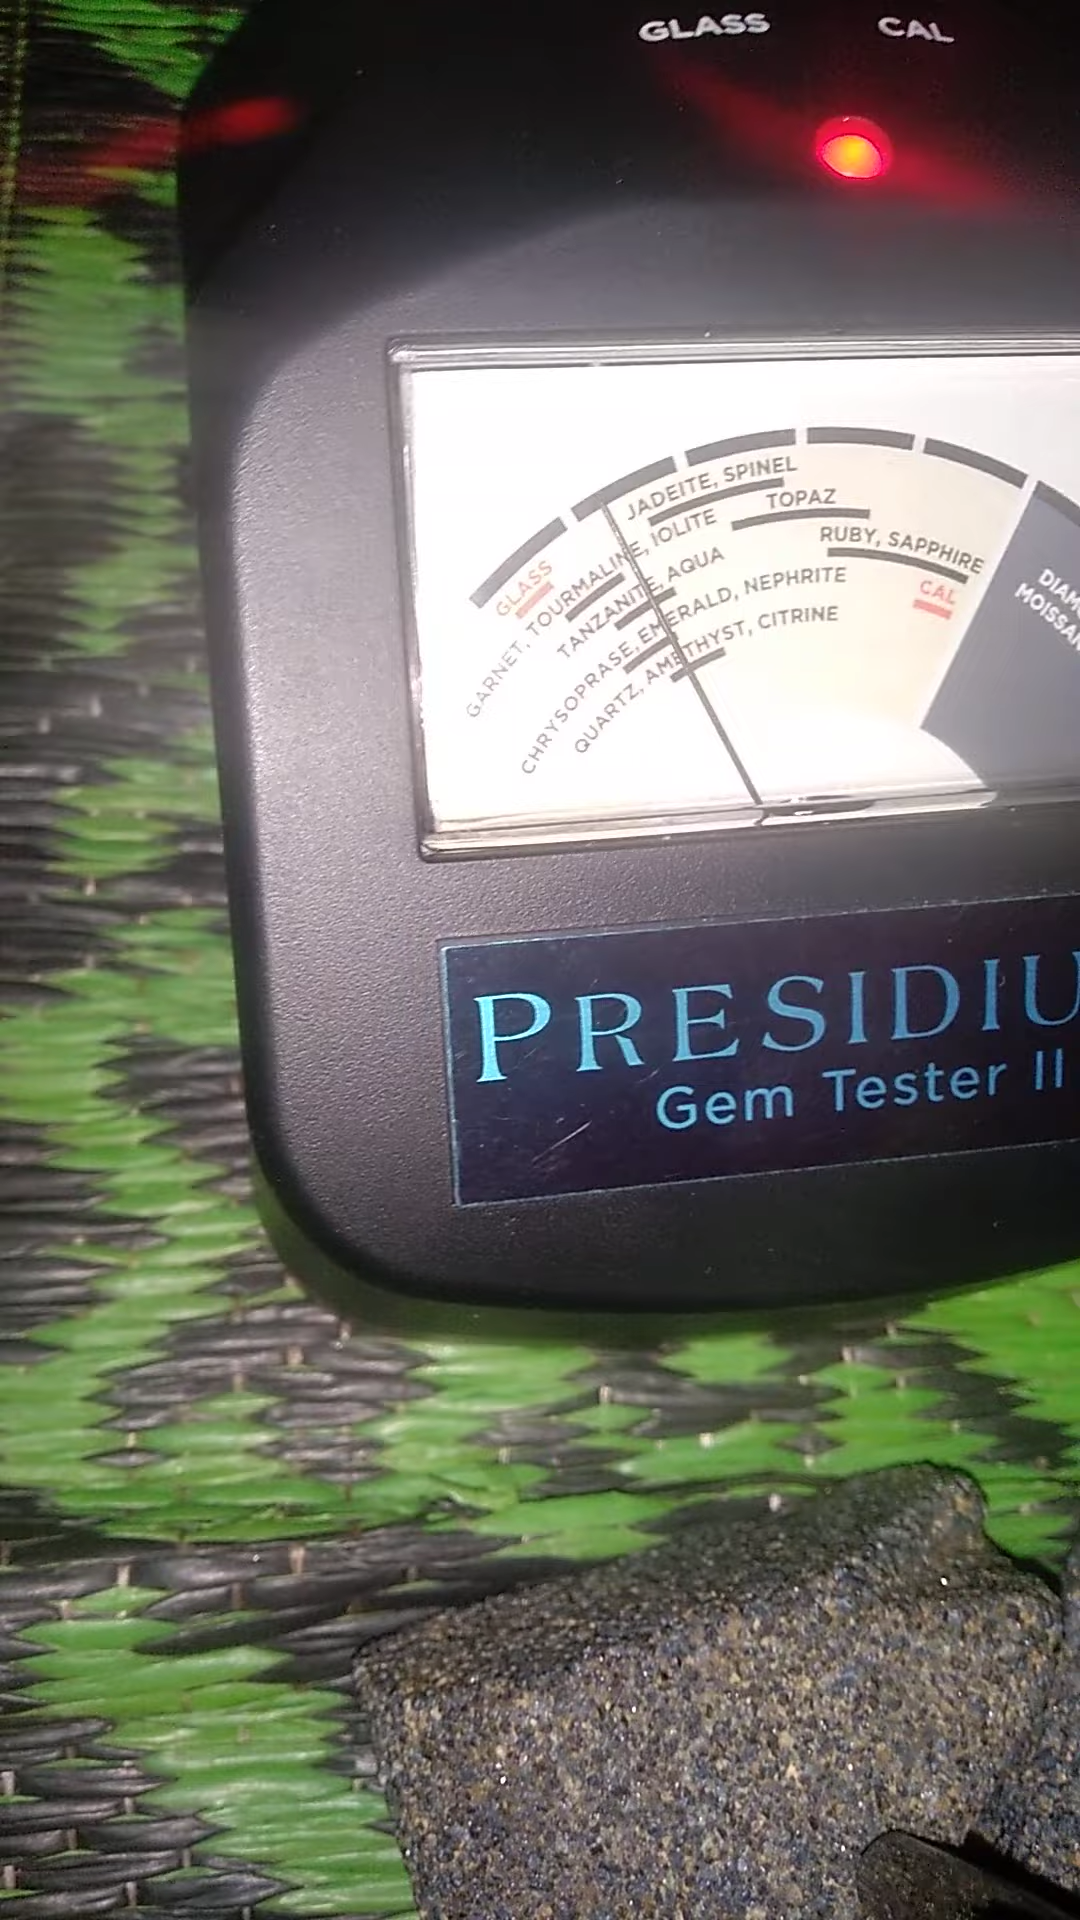 GLASS CAL
JADEITE, SPINEL
TOPAZ
RUBY, SAPPHIRE
GLASS
CAL
GARNET, TOURMALINE, IOLITE
TANZANITE, AQUA
CHRYSOPRASE, EMERALD, NEPHRITE
QUARTZ, AMETHYST, CITRINE
PRESIDIU
Gem Tester II